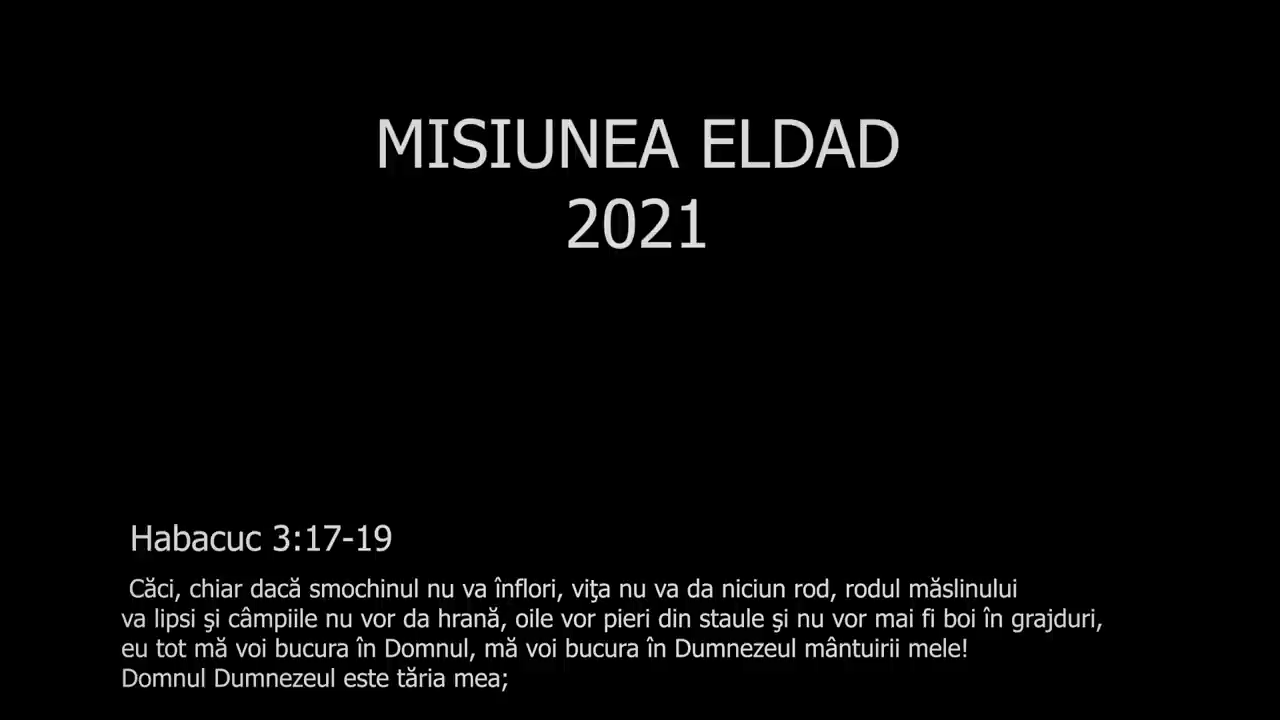 MISIUNEA ELDAD
2021
Habacuc 3:17-19
Căci, chiar dacă smochinul nu va înflori, viţa nu va da niciun rod, rodul măslinului
va lipsi şi câmpiile nu vor da hrană, oile vor pieri din staule şi nu vor mai fi boi în grajduri,
eu tot mă voi bucura în Domnul, mă voi bucura în Dumnezeul mântuirii mele!
Domnul Dumnezeul este tăria mea;